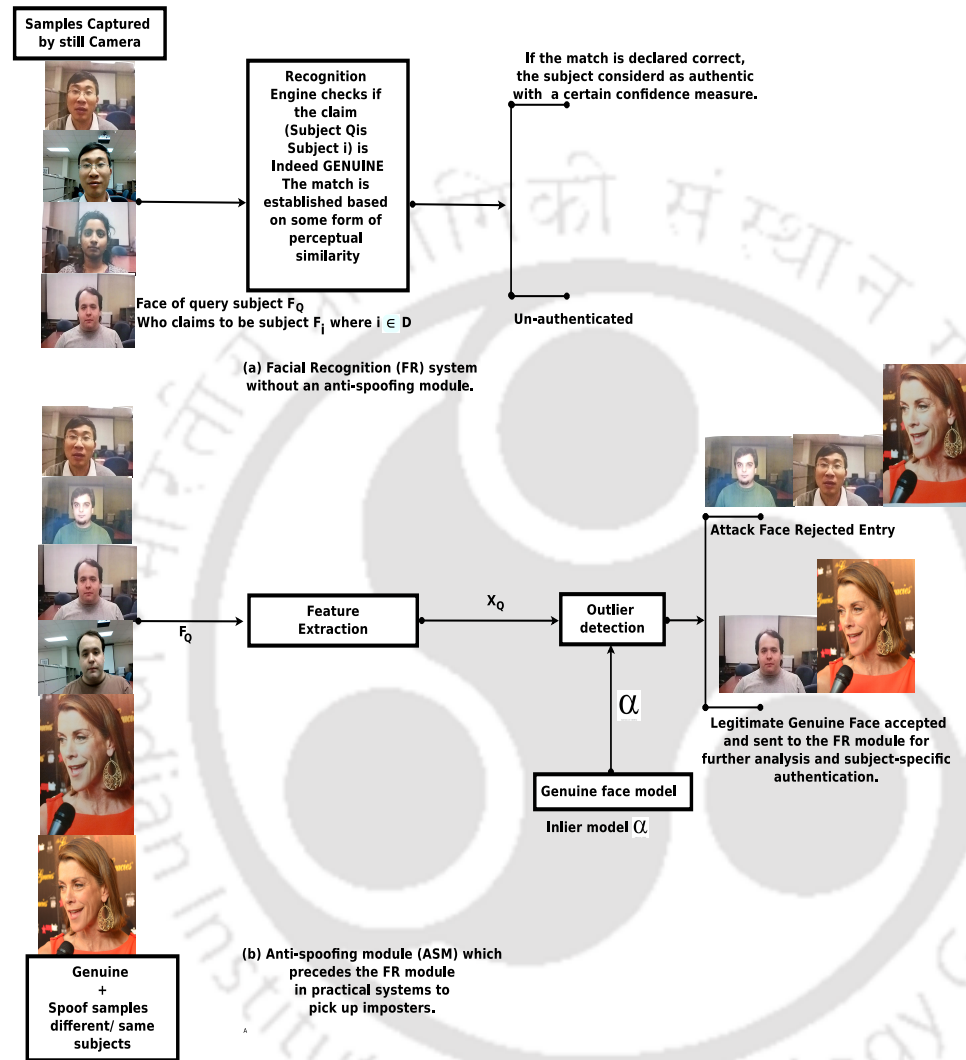 Samples Captured
by still Camera
Recognition
Engine checks if
the claim
(Subject Qis
Subject i) is
Indeed GENUINE
The match is
established based
on some form of
perceptual
similarity
If the match is declared correct,
the subject considerd as authentic
with a certain confidence measure.
Un-authenticated
Face of query subject F_Q
Who claims to be subject F_i where i ∈ D
(a) Facial Recognition (FR) system
without an anti-spoofing module.
F_Q
Feature
Extraction
X_Q
Outlier
detection
α
Genuine face model
Inlier model α
Attack Face Rejected Entry
Legitimate Genuine Face accepted
and sent to the FR module for
further analysis and subject-specific
authentication.
Genuine
+
Spoof samples
different/ same
subjects
(b) Anti-spoofing module (ASM) which
precedes the FR module
in practical systems to
pick up imposters.
A
संस्थान
Indian Institu